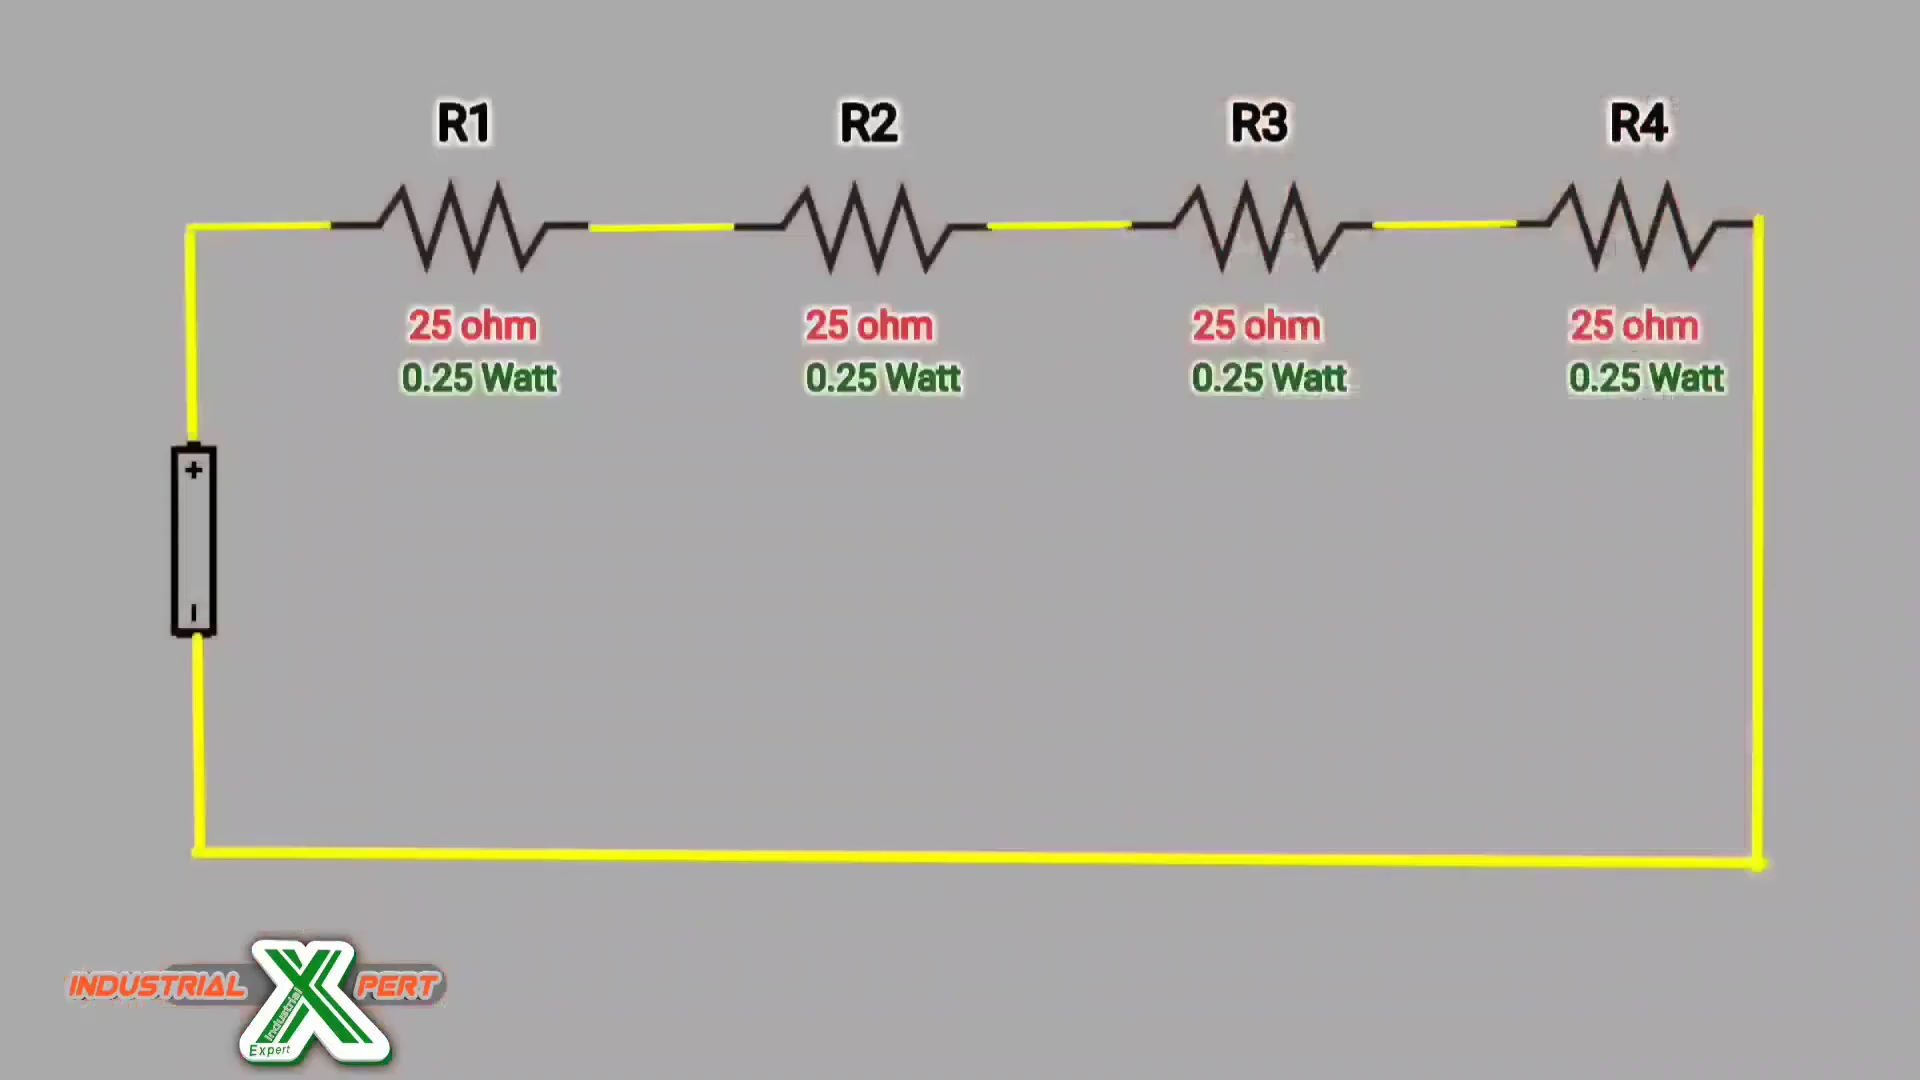 R1 R2 R3 R4
25 ohm 25 ohm 25 ohm 25 ohm
0.25 Watt 0.25 Watt 0.25 Watt 0.25 Watt
+
-
INDUSTRIAL XPERT
Industrial
Expert